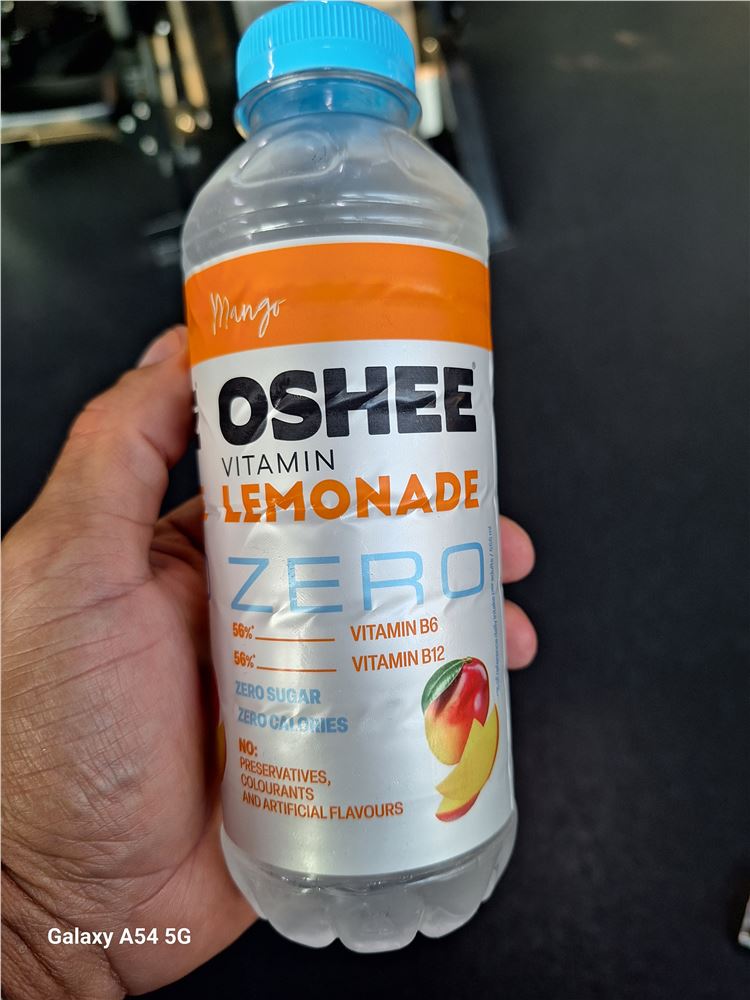 Mango
OSHEE
VITAMIN
LEMONADE
ZERO
56%* VITAMIN B6
56%* VITAMIN B12
ZERO SUGAR
ZERO CALORIES
NO:
PRESERVATIVES,
COLOURANTS
AND ARTIFICIAL FLAVOURS
Galaxy A54 5G